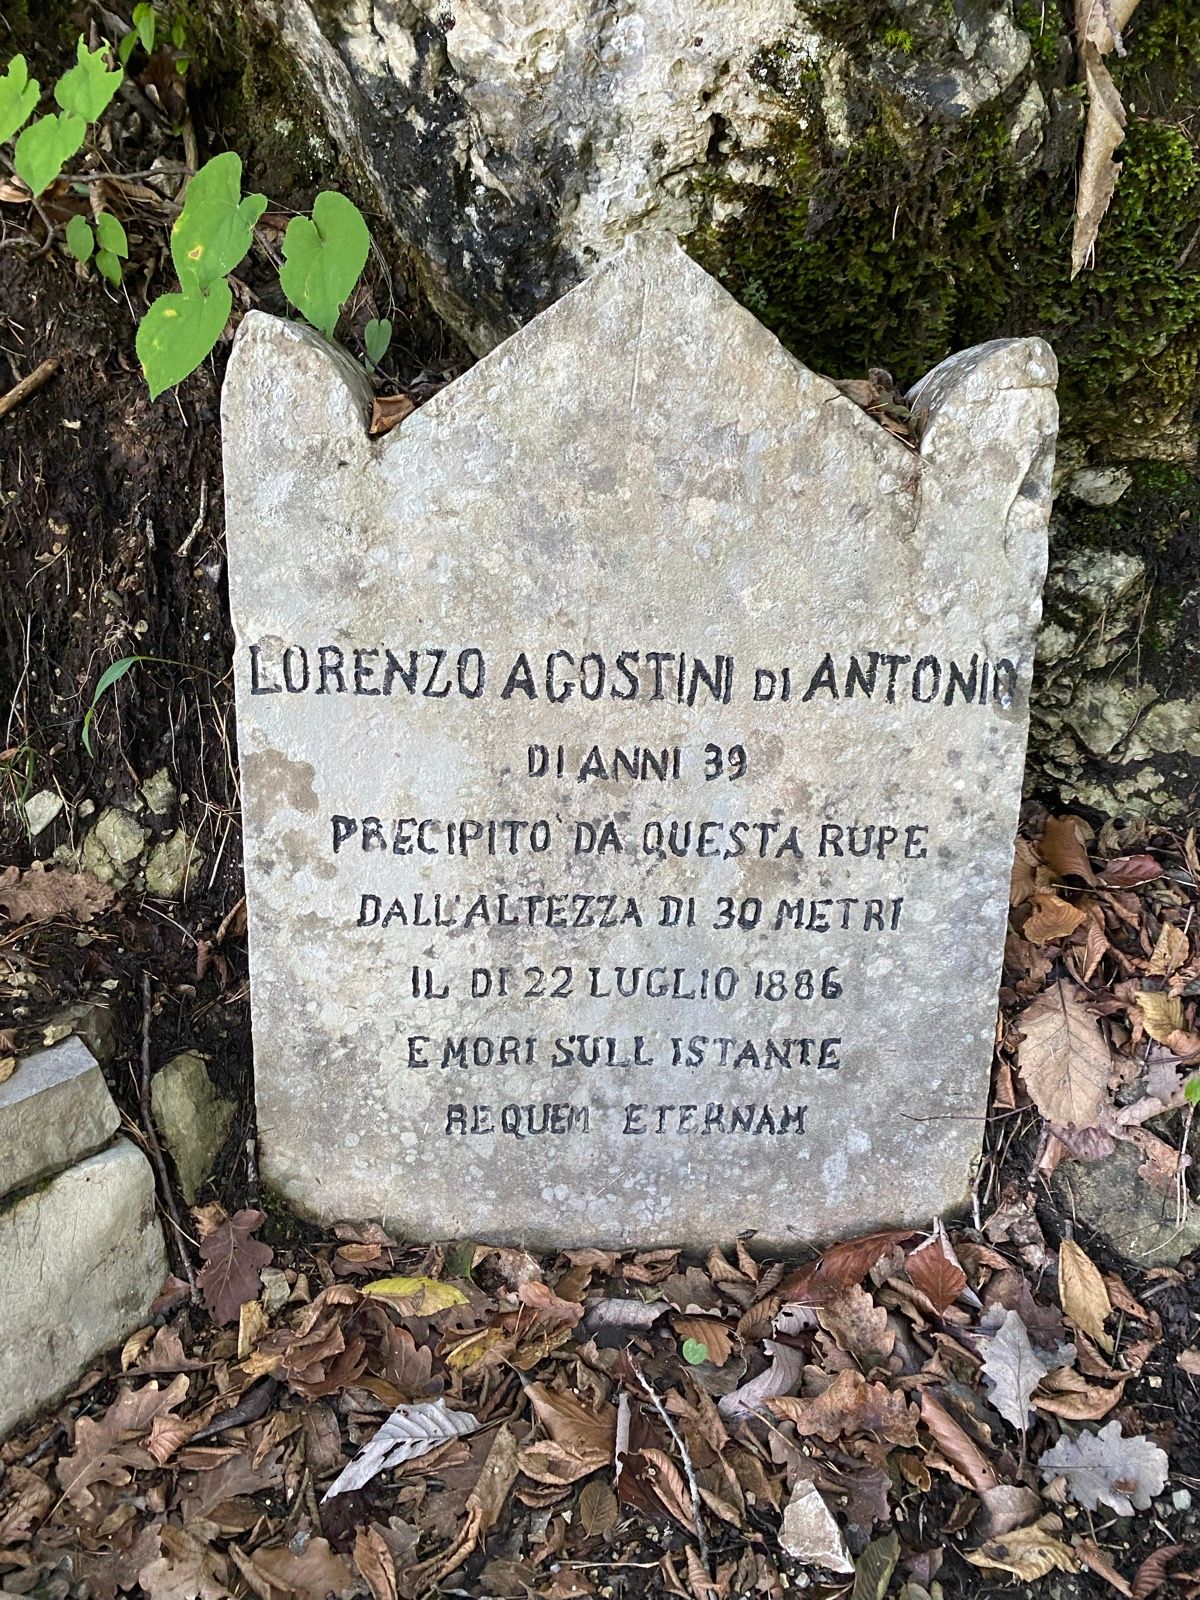 LORENZO AGOSTINI DI ANTONIO
DI ANNI 39
PRECIPITO DA QUESTA RUPE
DALL'ALTEZZA DI 30 METRI
IL DI 22 LUGLIO 1886
E MORI SULL ISTANTE
REQUEM ETERNAM